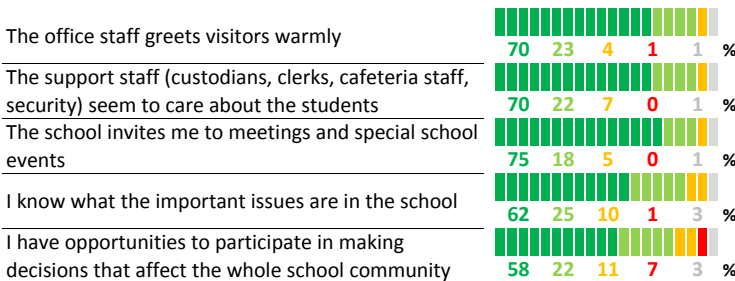 The office staff greets visitors warmly
70 23 4 1 1 %
The support staff (custodians, clerks, cafeteria staff,
security) seem to care about the students
70 22 7 0 1 %
The school invites me to meetings and special school
events
75 18 5 0 1 %
I know what the important issues are in the school
62 25 10 1 3 %
I have opportunities to participate in making
decisions that affect the whole school community
58 22 11 7 3 %